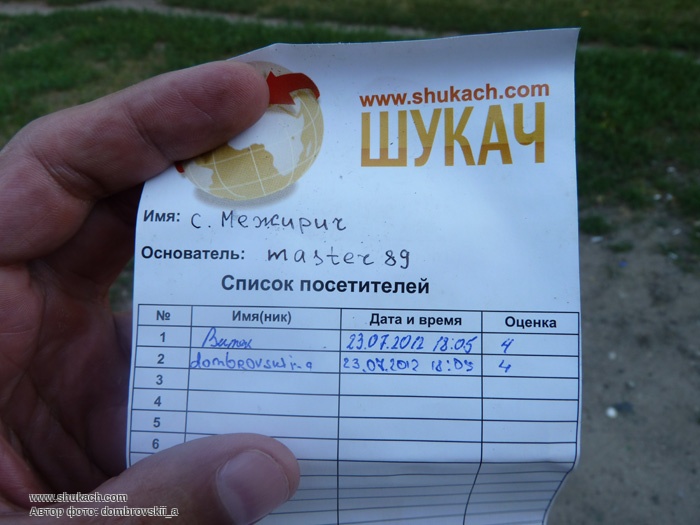 www.shukach.com
ШУКАЧ
Имя: с. Межирич
Основатель: master 89
Список посетителей
№ Имя(ник) Дата и время Оценка
1 23.07.2012 18:05 4
2 23.07.2012 18:05 4
3
4
5
6
www.shukach.com
Автор фото: dombrovskii_a